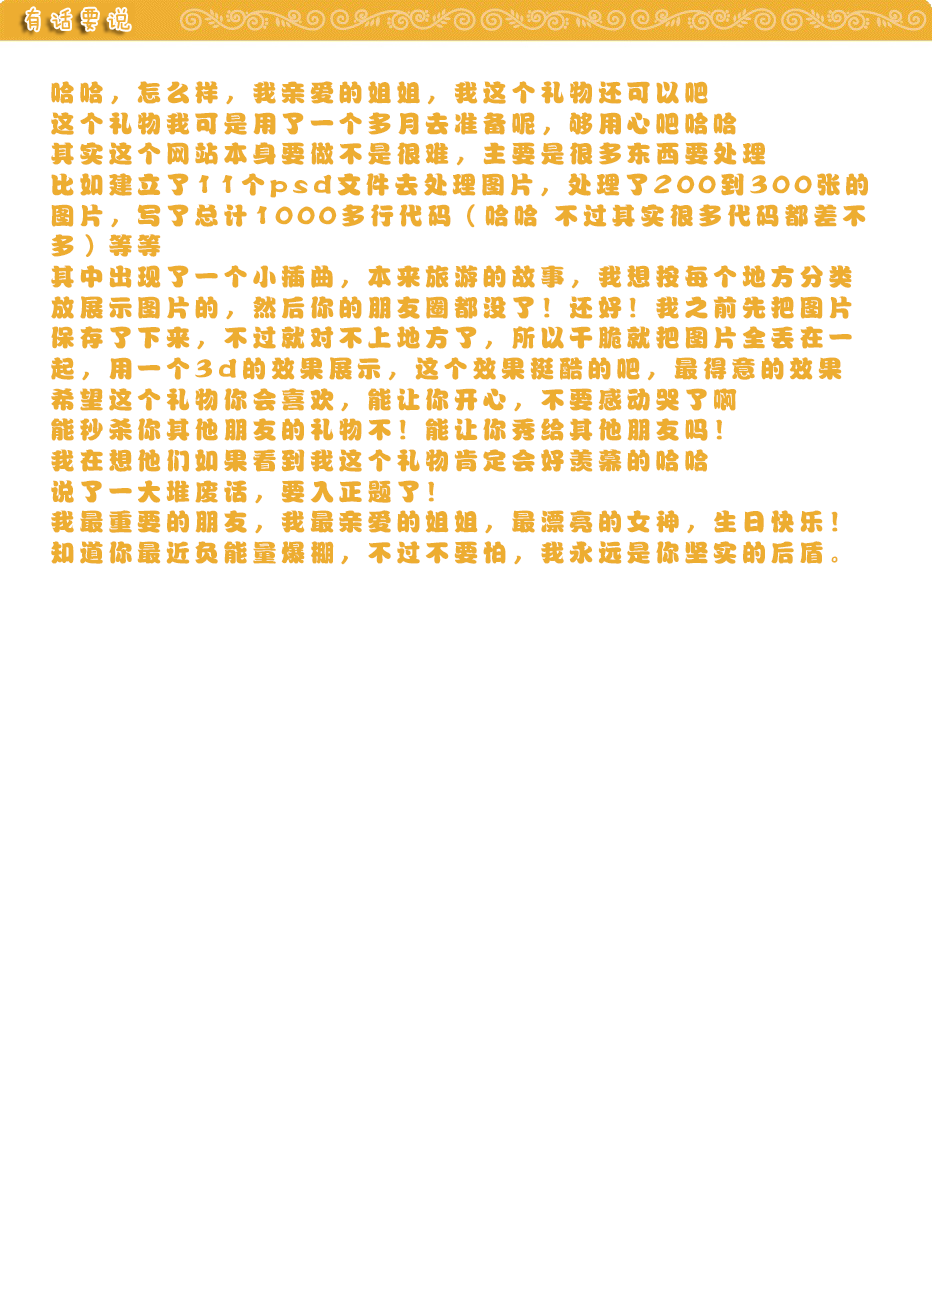 有话要说
哈哈，怎么样，我亲爱的姐姐，我这个礼物还可以吧
这个礼物我可是用了一个多月去准备呢，够用心吧哈哈
其实这个网站本身要做不是很难，主要是很多东西要处理
比如建立了11个psd文件去处理图片，处理了200到300张的
图片，写了总计1000多行代码（哈哈 不过其实很多代码都差不
多）等等
其中出现了一个小插曲，本来旅游的故事，我想按每个地方分类
放展示图片的，然后你的朋友圈都没了！还好！我之前先把图片
保存了下来，不过就对不上地方了，所以干脆就把图片全丢在一
起，用一个3d的效果展示，这个效果挺酷的吧，最得意的效果
希望这个礼物你会喜欢，能让你开心，不要感动哭了啊
能秒杀你其他朋友的礼物不！能让你秀给其他朋友吗！
我在想他们如果看到我这个礼物肯定会好羡慕的哈哈
说了一大堆废话，要入正题了！
我最重要的朋友，我最亲爱的姐姐，最漂亮的女神，生日快乐！
知道你最近负能量爆棚，不过不要怕，我永远是你坚实的后盾。